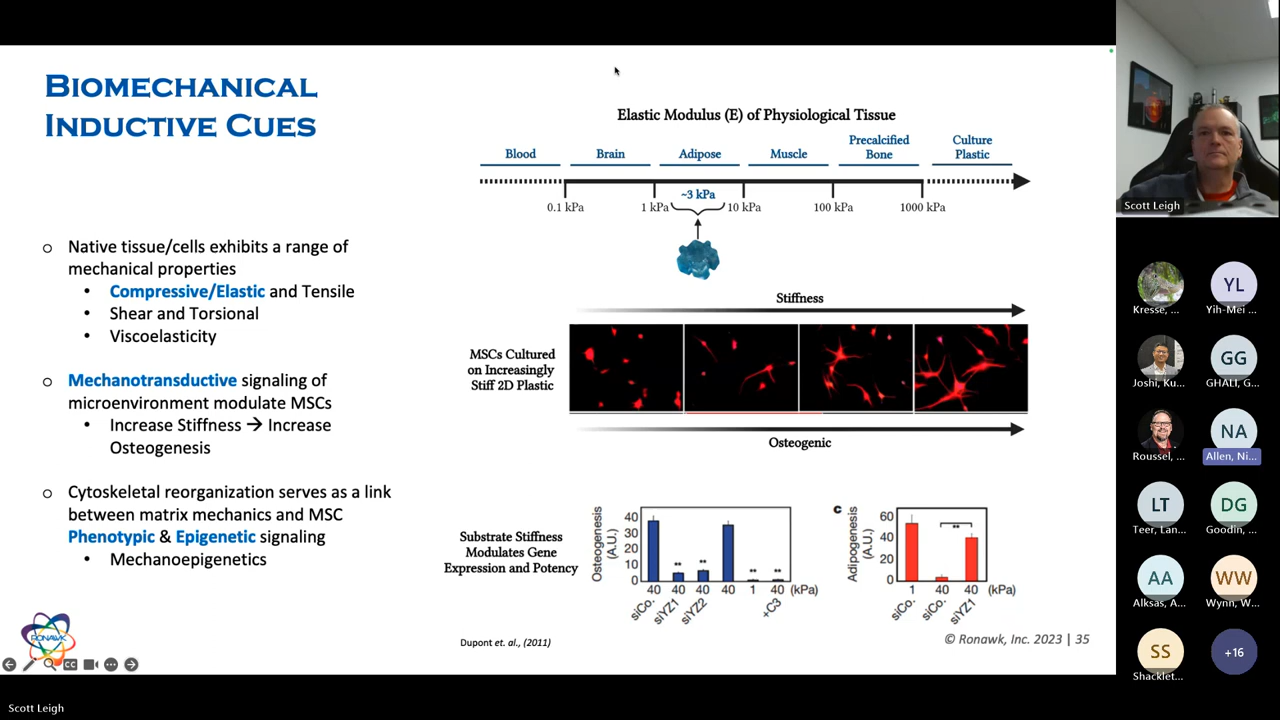 BIOMECHANICAL
INDUCTIVE CUES
o Native tissue/cells exhibits a range of
mechanical properties
• Compressive/Elastic and Tensile
• Shear and Torsional
• Viscoelasticity
o Mechanotransductive signaling of
microenvironment modulate MSCs
• Increase Stiffness → Increase
Osteogenesis
o Cytoskeletal reorganization serves as a link
between matrix mechanics and MSC
Phenotypic & Epigenetic signaling
• Mechanoepigenetics
RONAWK
CC
Elastic Modulus (E) of Physiological Tissue
Blood Brain Adipose Muscle Precalcified Bone Culture Plastic
~3 kPa
0.1 kPa 1 kPa 10 kPa 100 kPa 1000 kPa
Stiffness
MSCs Cultured
on Increasingly
Stiff 2D Plastic
Osteogenic
Substrate Stiffness
Modulates Gene
Expression and Potency
Osteogenesis
(A.U.)
40
30
20
10
0
** ** ** **
40 40 40 40 1 40 (kPa)
siCo. siYZ1 siYZ2 +C3
c
Adipogenesis
(A.U.)
60
40
20
0
**
1 40 40 (kPa)
siCo. siCo. siYZ1
Dupont et. al., (2011)
© Ronawk, Inc. 2023 | 35
Scott Leigh
Kresse, ...
Yih-Mei ...
YL
Joshi, Ku...
GG
GHALI, G...
Roussel, ...
NA
Allen, Ni...
LT
Teer, Lan...
DG
Goodin, ...
AA
Alksas, A...
WW
Wynn, W...
SS
Shacklet...
+16
Scott Leigh